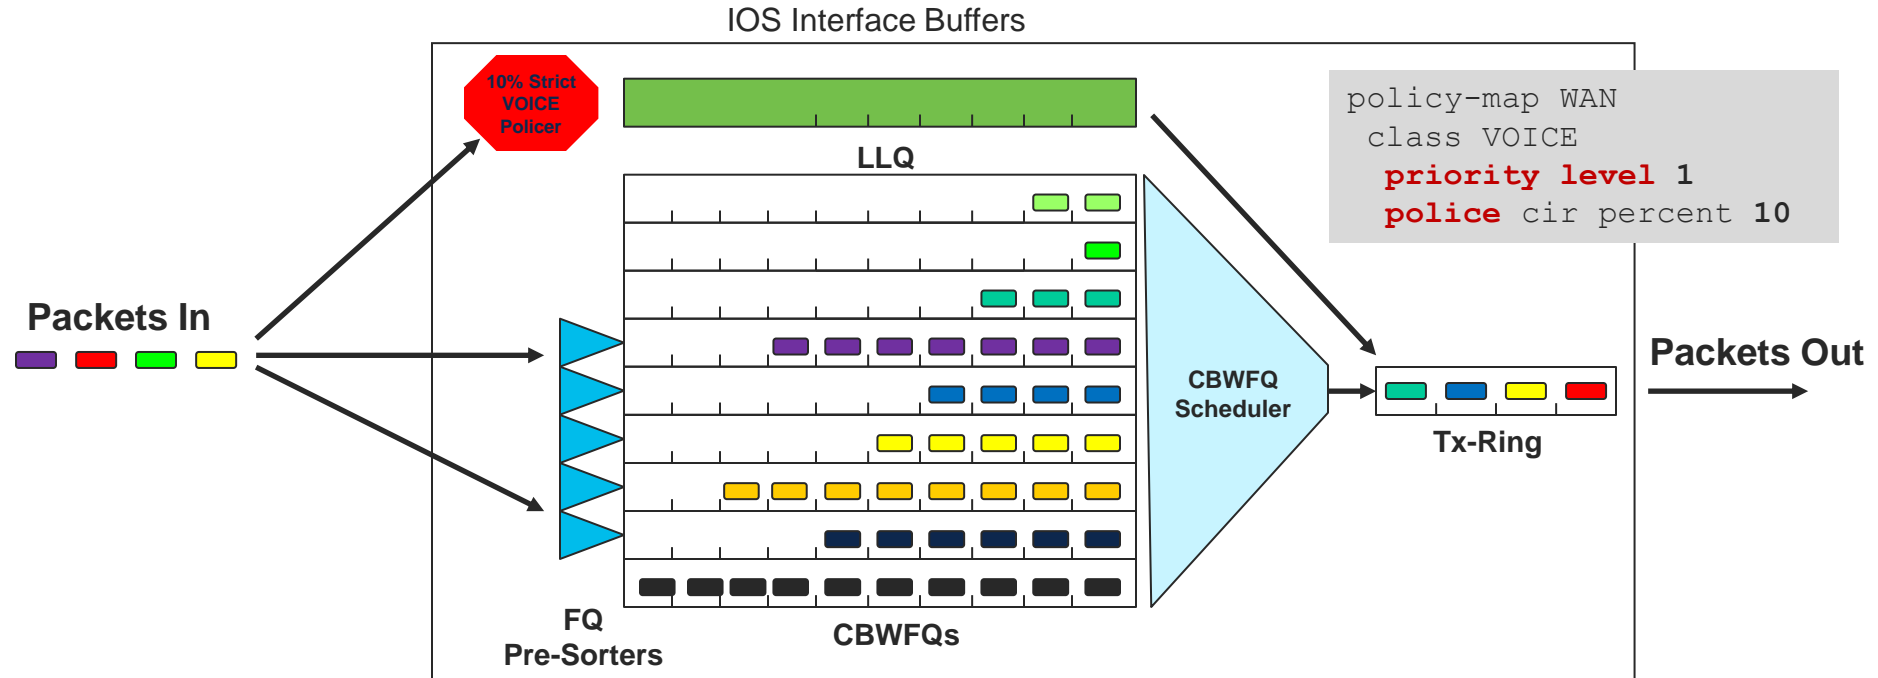 IOS Interface Buffers
10% Strict
VOICE
Policer
LLQ
policy-map WAN
class VOICE
priority level 1
police cir percent 10
Packets In
CBWFQ
Scheduler
Packets Out
Tx-Ring
FQ
Pre-Sorters
CBWFQs